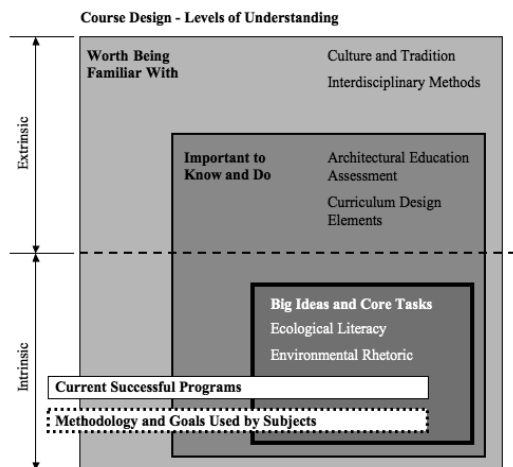 Course Design - Levels of Understanding
Worth Being
Familiar With
Culture and Tradition
Interdisciplinary Methods
Extrinsic
Important to
Know and Do
Architectural Education
Assessment
Curriculum Design
Elements
Intrinsic
Big Ideas and Core Tasks
Ecological Literacy
Environmental Rhetoric
Current Successful Programs
Methodology and Goals Used by Subjects